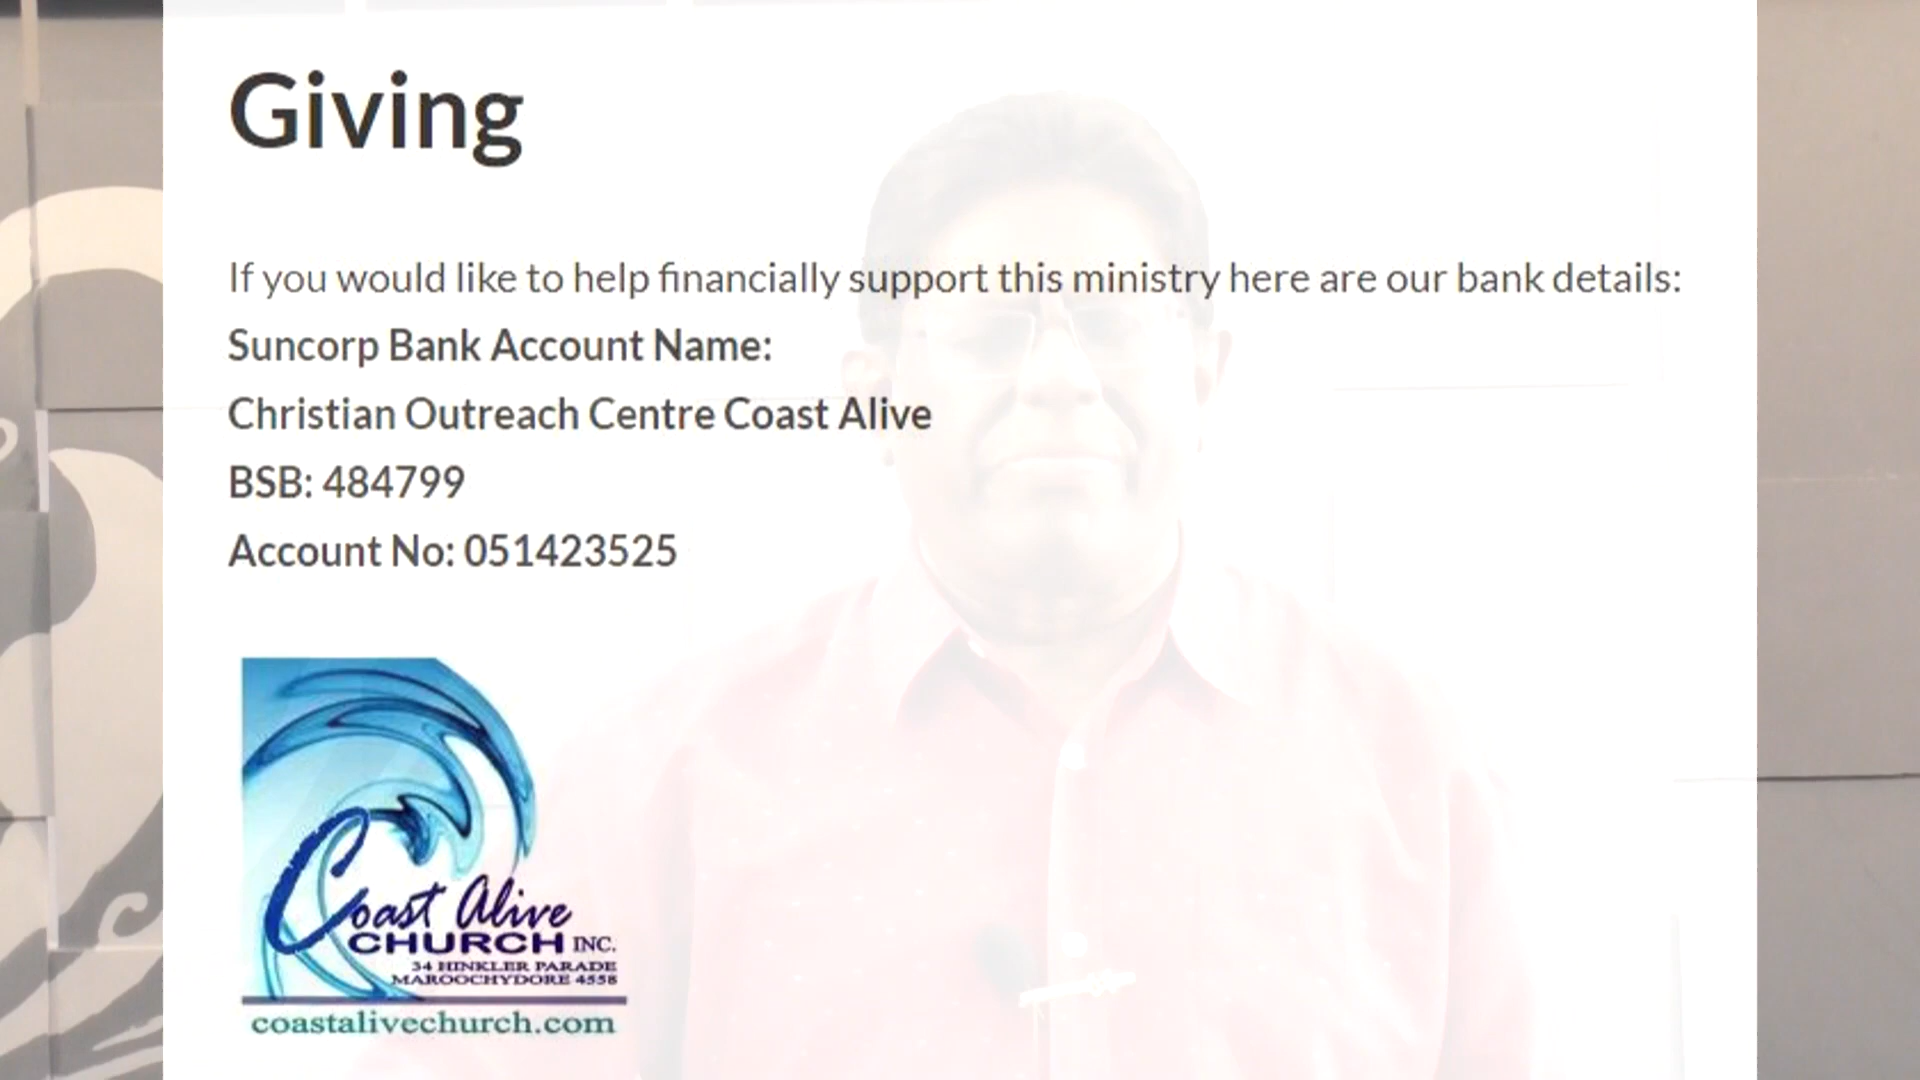 Giving
If you would like to help financially support this ministry here are our bank details:
Suncorp Bank Account Name:
Christian Outreach Centre Coast Alive
BSB: 484799
Account No: 051423525
Coast Alive
CHURCH INC.
34 HINKLER PARADE
MAROOCHYDORE 4558
coastalivechurch.com